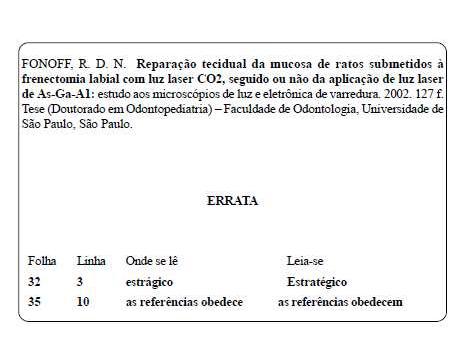 FONOFF, R. D. N. Reparação tecidual da mucosa de ratos submetidos à
frenectomia labial com luz laser CO2, seguido ou não da aplicação de luz laser
de As-Ga-A1: estudo aos microscópios de luz e eletrônica de varredura. 2002. 127 f.
Tese (Doutorado em Odontopediatria) – Faculdade de Odontologia, Universidade de
São Paulo, São Paulo.
ERRATA
Folha Linha Onde se lê Leia-se
32 3 estrágico Estratégico
35 10 as referências obedece as referências obedecem